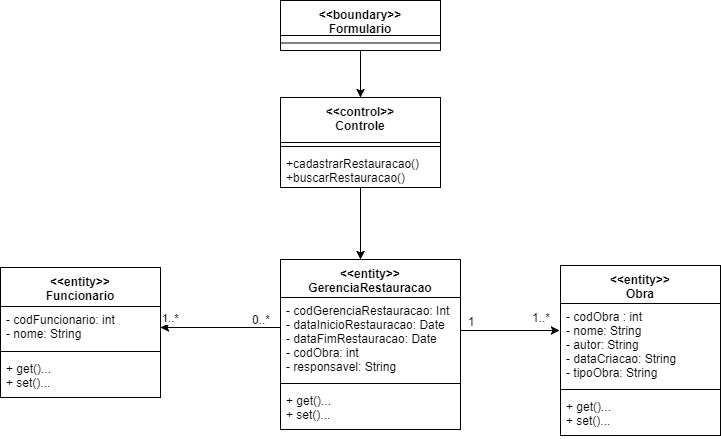 <<boundary>>
Formulario
<<control>>
Controle
+cadastrarRestauracao()
+buscarRestauracao()
<<entity>>
Funcionario
- codFuncionario: int
- nome: String
+ get()...
+ set()...
1..*
0..*
<<entity>>
GerenciaRestauracao
- codGerenciaRestauracao: Int
- dataInicioRestauracao: Date
- dataFimRestauracao: Date
- codObra: int
- responsavel: String
+ get()...
+ set()...
1
1..*
<<entity>>
Obra
- codObra : int
- nome: String
- autor: String
- dataCriacao: String
- tipoObra: String
+ get()...
+ set()...